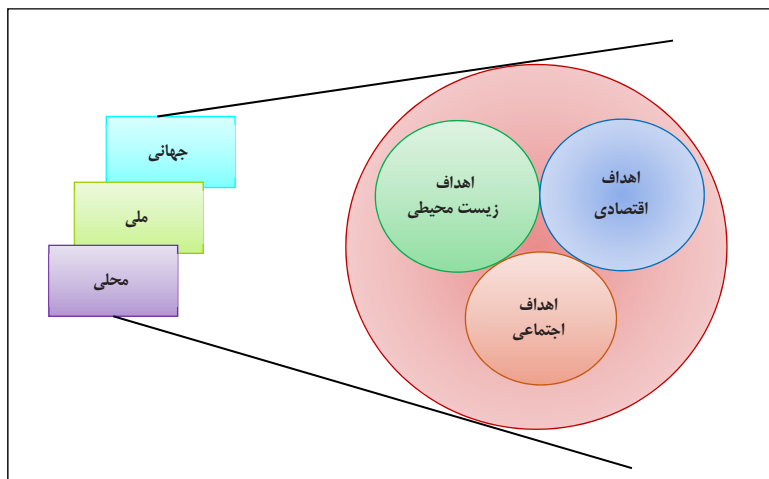 جهانی
ملی
محلی
اهداف
اقتصادی
اهداف
زیست محیطی
اهداف
اجتماعی